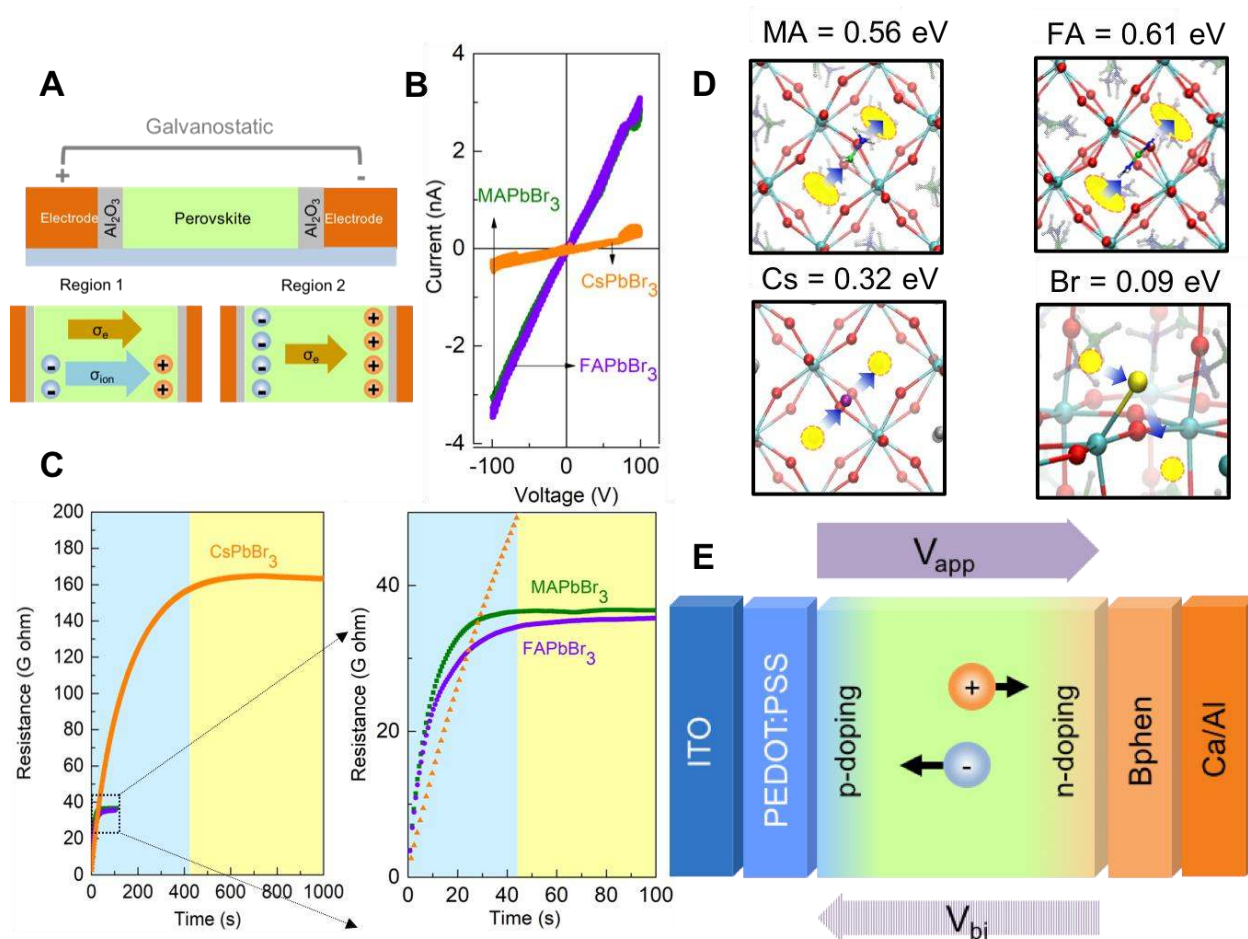 A
Galvanostatic
+
-
Electrode
Al2O3
Perovskite
Al2O3
Electrode
Region 1
Region 2
σe
σion
-
-
+
+
σe
-
-
-
-
+
+
+
+
B
4
2
0
-2
-4
Current (nA)
MAPbBr3
CsPbBr3
FAPbBr3
-100
0
100
Voltage (V)
D
MA = 0.56 eV
FA = 0.61 eV
Cs = 0.32 eV
Br = 0.09 eV
C
200
180
160
140
120
100
80
60
40
20
0
Resistance (G ohm)
CsPbBr3
0 200 400 600 800 1000
Time (s)
40
20
0
Resistance (G ohm)
MAPbBr3
FAPbBr3
0 20 40 60 80 100
Time (s)
E
Vapp
ITO
PEDOT:PSS
p-doping
+
-
n-doping
Bphen
Ca/Al
Vbi